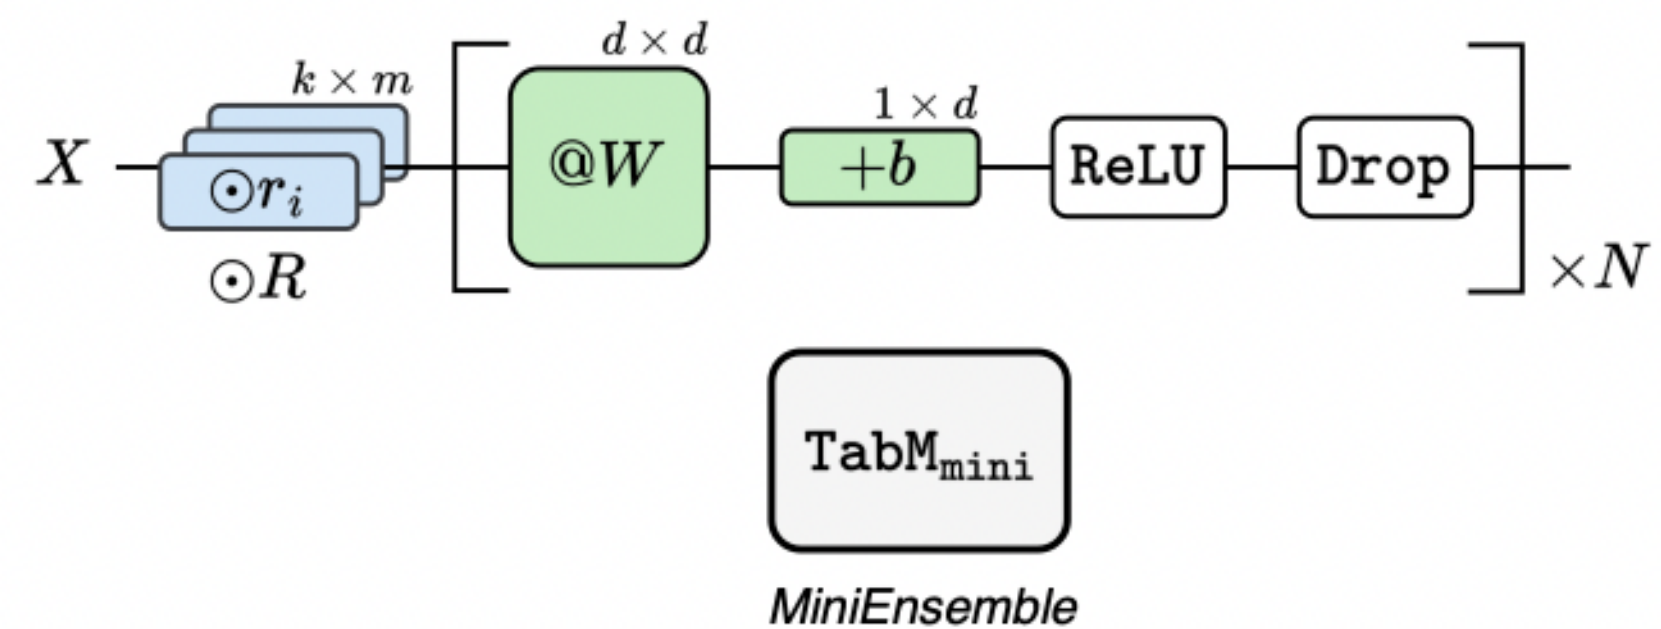 d × d
k × m
1 × d
X ⊙r_i @W +b ReLU Drop
⊙R
×N
TabM_mini
MiniEnsemble